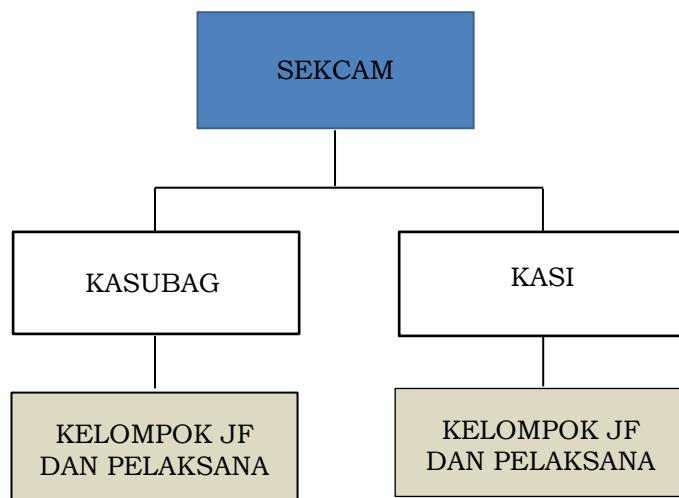 SEKCAM
KASUBAG
KASI
KELOMPOK JF
DAN PELAKSANA
KELOMPOK JF
DAN PELAKSANA